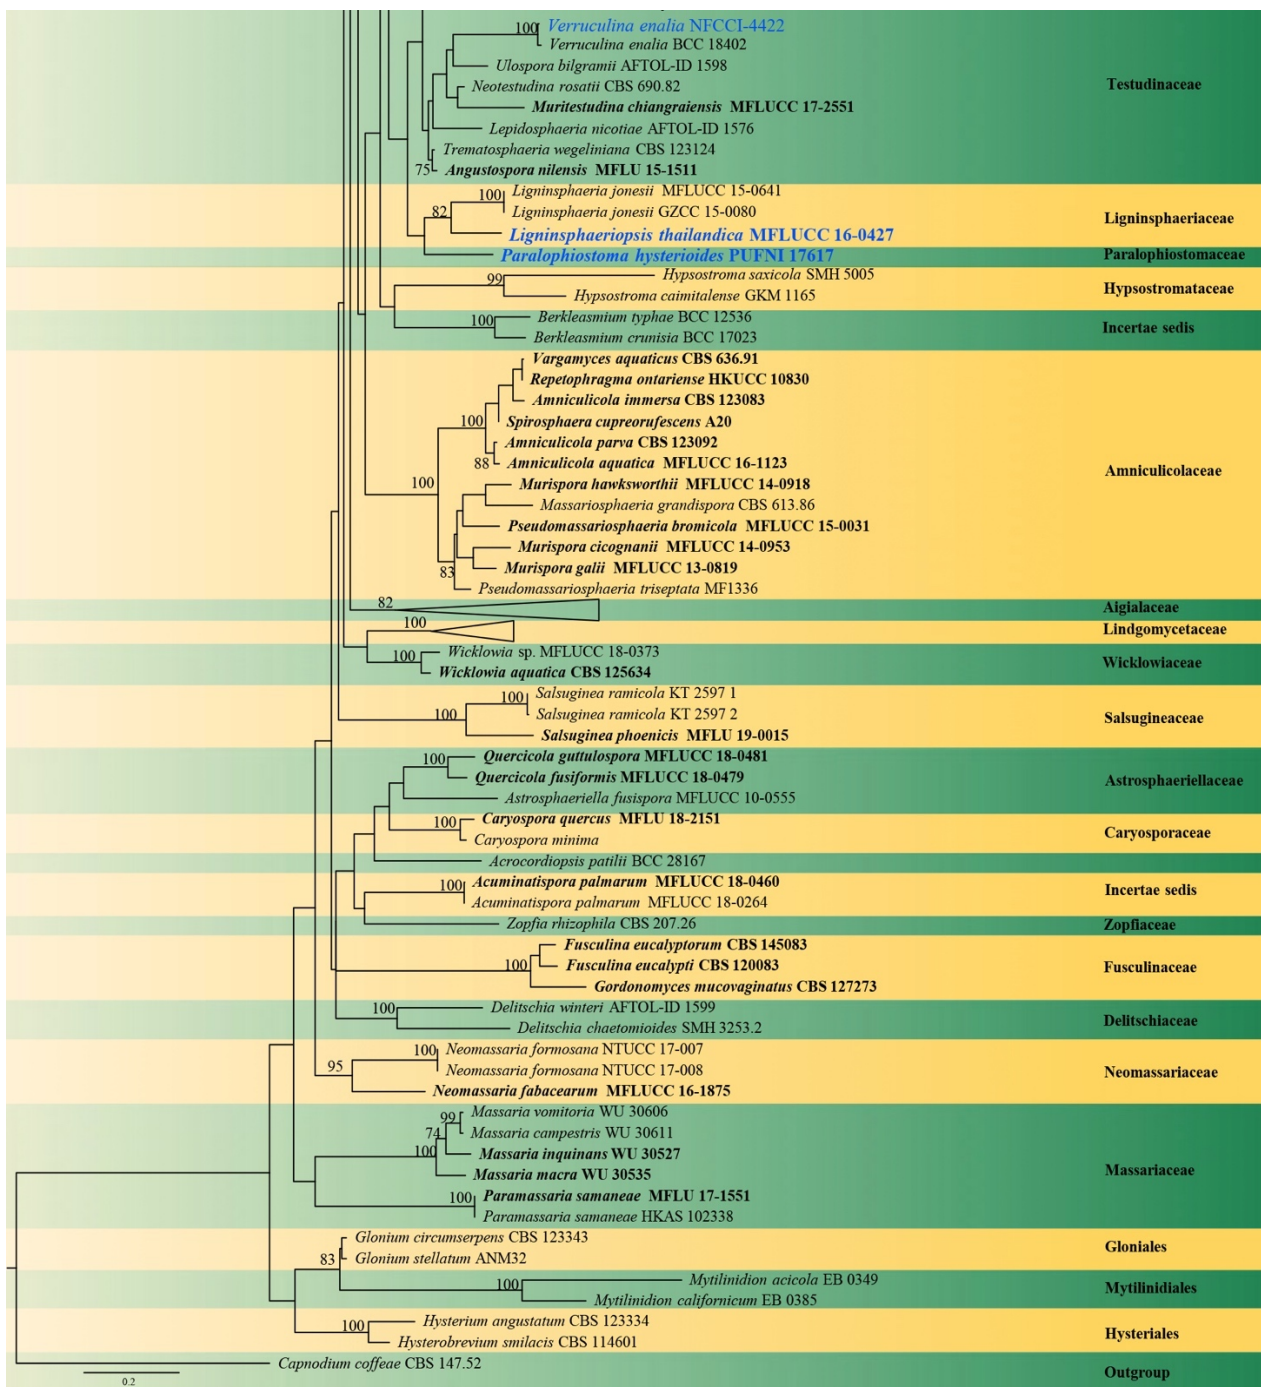 100 Verruculina enalia NFCCI-4422
Verruculina enalia BCC 18402
Ulospora bilgramii AFTOL-ID 1598
Testudinaceae
Neotestudina rosatii CBS 690.82
Muritestudina chiangraiensis MFLUCC 17-2551
Lepidosphaeria nicotiae AFTOL-ID 1576
Trematosphaeria wegeliniana CBS 123124
75 Angustospora nilensis MFLU 15-1511
100 Ligninsphaeria jonesii MFLUCC 15-0641
82 Ligninsphaeria jonesii GZCC 15-0080
Ligninsphaeriaceae
Ligninsphaeriopsis thailandica MFLUCC 16-0427
Paralophiostoma hysterioides PUFNI 17617
Paralophiostomaceae
99 Hypsostroma saxicola SMH 5005
Hypsostromataceae
Hypsostroma caimitalense GKM 1165
100 Berkleasmium typhae BCC 12536
Incertae sedis
Berkleasmium crunisia BCC 17023
Vargamyces aquaticus CBS 636.91
Repetophragma ontariense HKUCC 10830
Amniculicola immersa CBS 123083
100 Spirosphaera cupreorufescens A20
Amniculicola parva CBS 123092
88 Amniculicola aquatica MFLUCC 16-1123
Amniculicolaceae
100 Murispora hawksworthii MFLUCC 14-0918
Massariosphaeria grandispora CBS 613.86
Pseudomassariosphaeria bromicola MFLUCC 15-0031
Murispora cicognanii MFLUCC 14-0953
83 Murispora galii MFLUCC 13-0819
Pseudomassariosphaeria triseptata MF1336
82 Aigialaceae
100 Lindgomycetaceae
100 Wicklowia sp. MFLUCC 18-0373
Wicklowiaceae
Wicklowia aquatica CBS 125634
100 Salsuginea ramicola KT 2597 1
100 Salsuginea ramicola KT 2597 2
Salsugineaceae
Salsuginea phoenicis MFLU 19-0015
100 Quercicola guttulospora MFLUCC 18-0481
Quercicola fusiformis MFLUCC 18-0479
Astrosphaeriellaceae
Astrosphaeriella fusispora MFLUCC 10-0555
100 Caryospora quercus MFLU 18-2151
Caryosporaceae
Caryospora minima
Acrocordiopsis patilii BCC 28167
100 Acuminatispora palmarum MFLUCC 18-0460
Incertae sedis
Acuminatispora palmarum MFLUCC 18-0264
Zopfia rhizophila CBS 207.26
Zopfiaceae
Fusculina eucalyptorum CBS 145083
100 Fusculina eucalypti CBS 120083
Fusculinaceae
Gordonomyces mucovaginatus CBS 127273
100 Delitschia winteri AFTOL-ID 1599
Delitschiaceae
Delitschia chaetomioides SMH 3253.2
100 Neomassaria formosana NTUCC 17-007
95 Neomassaria formosana NTUCC 17-008
Neomassariaceae
Neomassaria fabacearum MFLUCC 16-1875
99 Massaria vomitoria WU 30606
74 Massaria campestris WU 30611
100 Massaria inquinans WU 30527
Massariaceae
Massaria macra WU 30535
100 Paramassaria samaneae MFLU 17-1551
Paramassaria samaneae HKAS 102338
Glonium circumserpens CBS 123343
Gloniales
83 Glonium stellatum ANM32
100 Mytilinidion acicola EB 0349
Mytilinidiales
Mytilinidion californicum EB 0385
100 Hysterium angustatum CBS 123334
Hysteriales
Hysterobrevium smilacis CBS 114601
Capnodium coffeae CBS 147.52
Outgroup
0.2